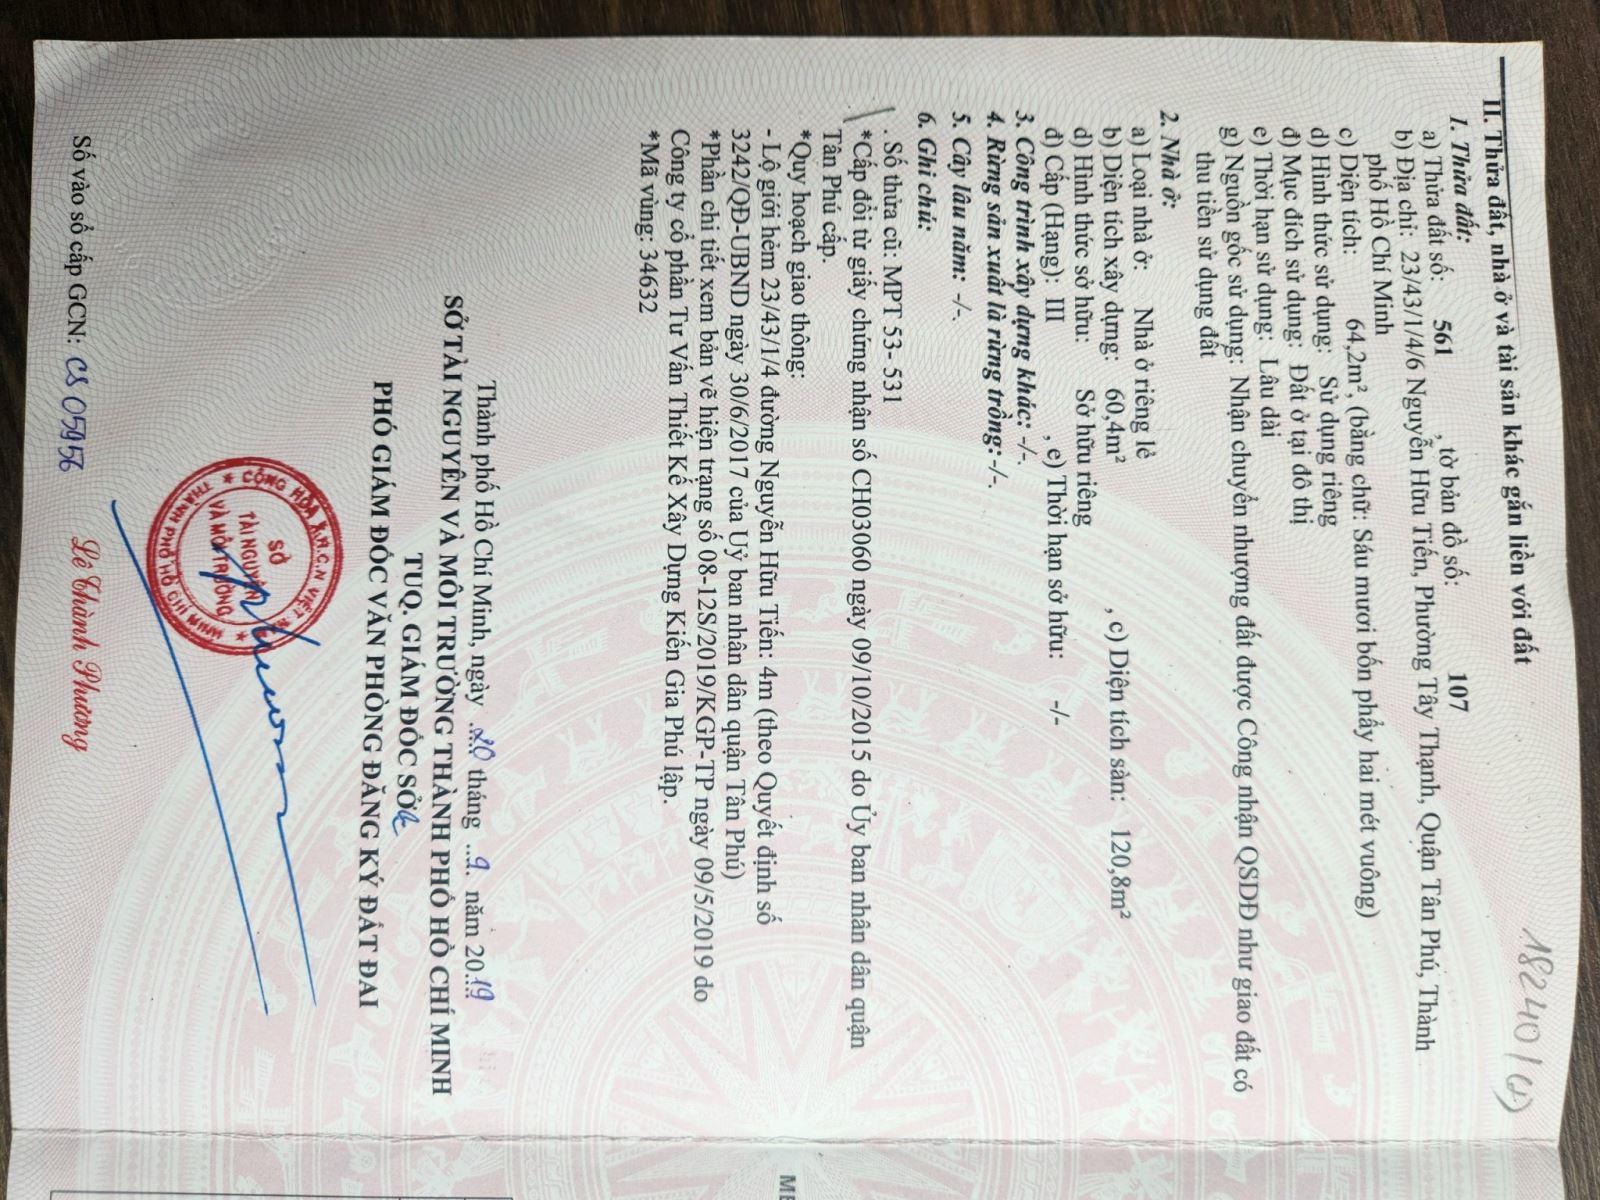 18240/(2)
II. Thửa đất, nhà ở và tài sản khác gắn liền với đất
1. Thửa đất:
a) Thửa đất số: 561 , tờ bản đồ số: 107
b) Địa chỉ: 23/43/1/4/6 Nguyễn Hữu Tiến, Phường Tây Thạnh, Quận Tân Phú, Thành
phố Hồ Chí Minh
c) Diện tích: 64,2m², (bằng chữ: Sáu mươi bốn phẩy hai mét vuông)
d) Hình thức sử dụng: Sử dụng riêng
đ) Mục đích sử dụng: Đất ở tại đô thị
e) Thời hạn sử dụng: Lâu dài
g) Nguồn gốc sử dụng: Nhận chuyển nhượng đất được Công nhận QSDĐ như giao đất có
thu tiền sử dụng đất
2. Nhà ở:
a) Loại nhà ở: Nhà ở riêng lẻ
b) Diện tích xây dựng: 60,4m² , c) Diện tích sàn: 120,8m²
d) Hình thức sở hữu: Sở hữu riêng
đ) Cấp (Hạng): III , e) Thời hạn sở hữu: -/-
3. Công trình xây dựng khác: -/-.
4. Rừng sản xuất là rừng trồng: -/-.
5. Cây lâu năm: -/-.
6. Ghi chú:
. Số thửa cũ: MPT 53- 531
*Cấp đổi từ giấy chứng nhận số CH03060 ngày 09/10/2015 do Ủy ban nhân dân quận
Tân Phú cấp.
*Quy hoạch giao thông:
- Lộ giới hẻm 23/43/1/4 đường Nguyễn Hữu Tiến: 4m (theo Quyết định số
3242/QĐ-UBND ngày 30/6/2017 của Uỷ ban nhân dân quận Tân Phú)
*Phần chi tiết xem bản vẽ hiện trạng số 08-12S/2019/KGP-TP ngày 09/5/2019 do
Công ty cổ phần Tư Vấn Thiết Kế Xây Dựng Kiến Gia Phú lập.
*Mã vùng: 34632
Thành phố Hồ Chí Minh, ngày 20 tháng 9 năm 2019
SỞ TÀI NGUYÊN VÀ MÔI TRƯỜNG THÀNH PHỐ HỒ CHÍ MINH
TUQ. GIÁM ĐỐC SỞ
PHÓ GIÁM ĐỐC VĂN PHÒNG ĐĂNG KÝ ĐẤT ĐAI
CỘNG HÒA X.H.C.N VIỆT NAM
SỞ
TÀI NGUYÊN
VÀ MÔI TRƯỜNG
THÀNH PHỐ HỒ CHÍ MINH
Lê Thành Phương
Số vào sổ cấp GCN: CS 05956